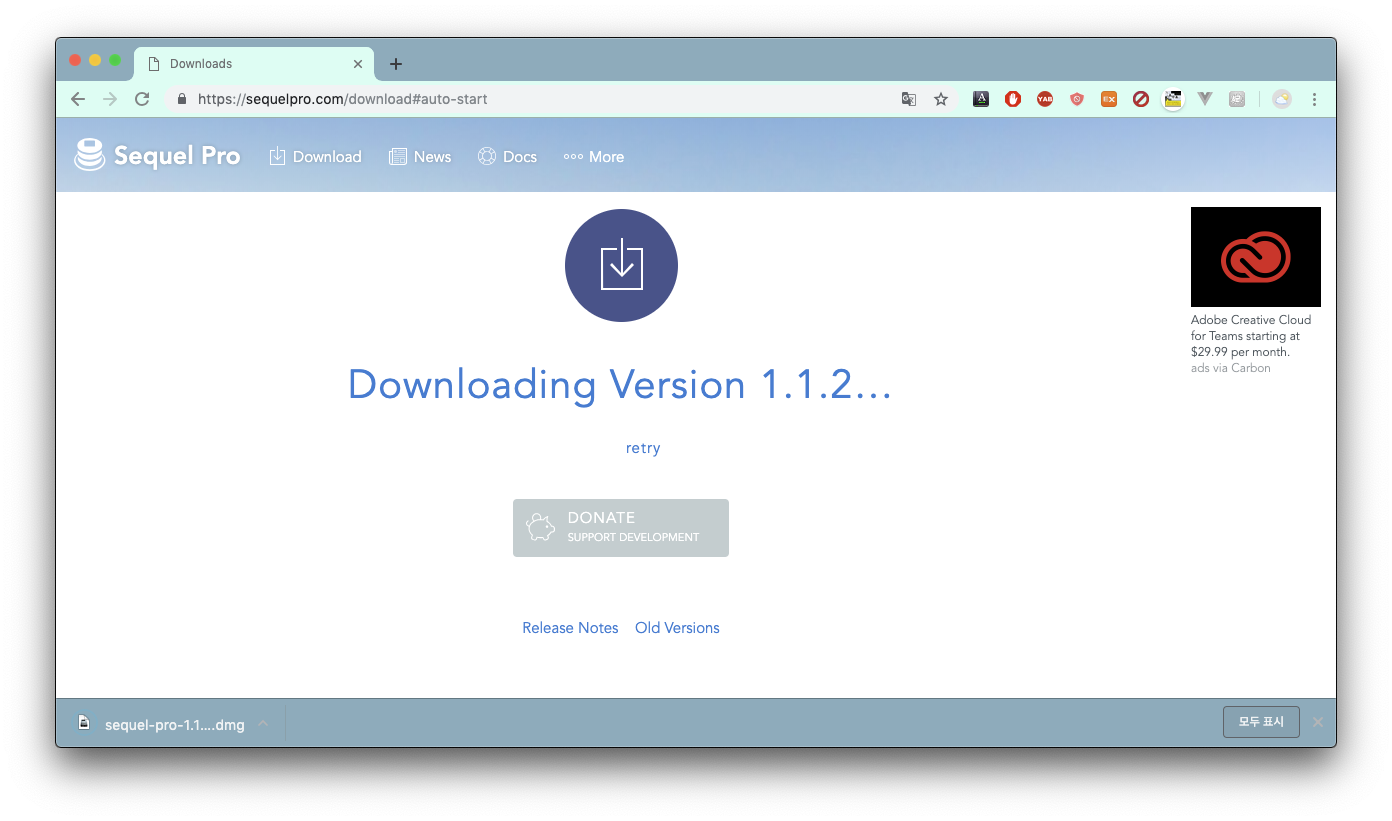 Downloads
https://sequelpro.com/download#auto-start
A
YAB
EX
Sequel Pro
Download
News
Docs
More
Downloading Version 1.1.2...
retry
DONATE
SUPPORT DEVELOPMENT
Release Notes
Old Versions
Adobe Creative Cloud
for Teams starting at
$29.99 per month.
ads via Carbon
sequel-pro-1.1....dmg
모두 표시